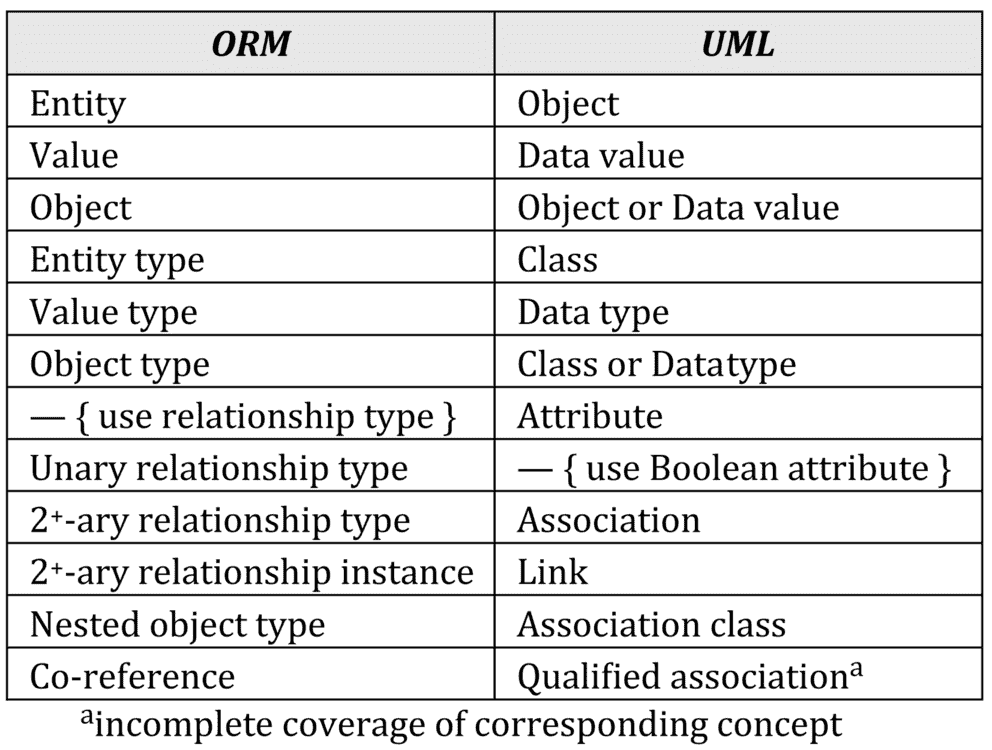 ORM UML
Entity Object
Value Data value
Object Object or Data value
Entity type Class
Value type Data type
Object type Class or Datatype
— { use relationship type } Attribute
Unary relationship type — { use Boolean attribute }
2⁺-ary relationship type Association
2⁺-ary relationship instance Link
Nested object type Association class
Co-reference Qualified associationᵃ
ᵃincomplete coverage of corresponding concept